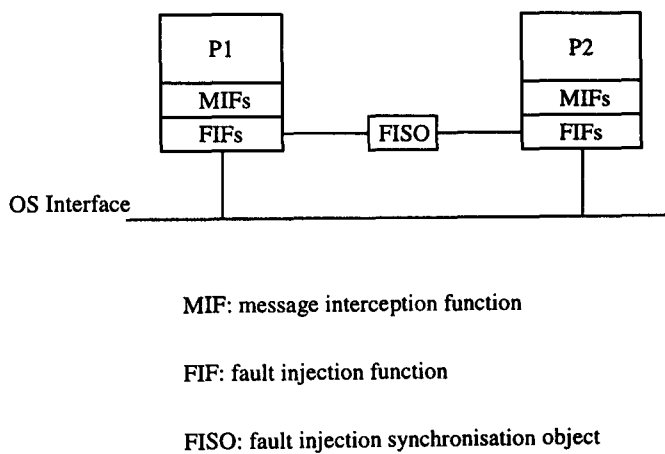 P1
P2
MIFs
MIFs
FIFs
FISO
FIFs
OS Interface
MIF: message interception function
FIF: fault injection function
FISO: fault injection synchronisation object